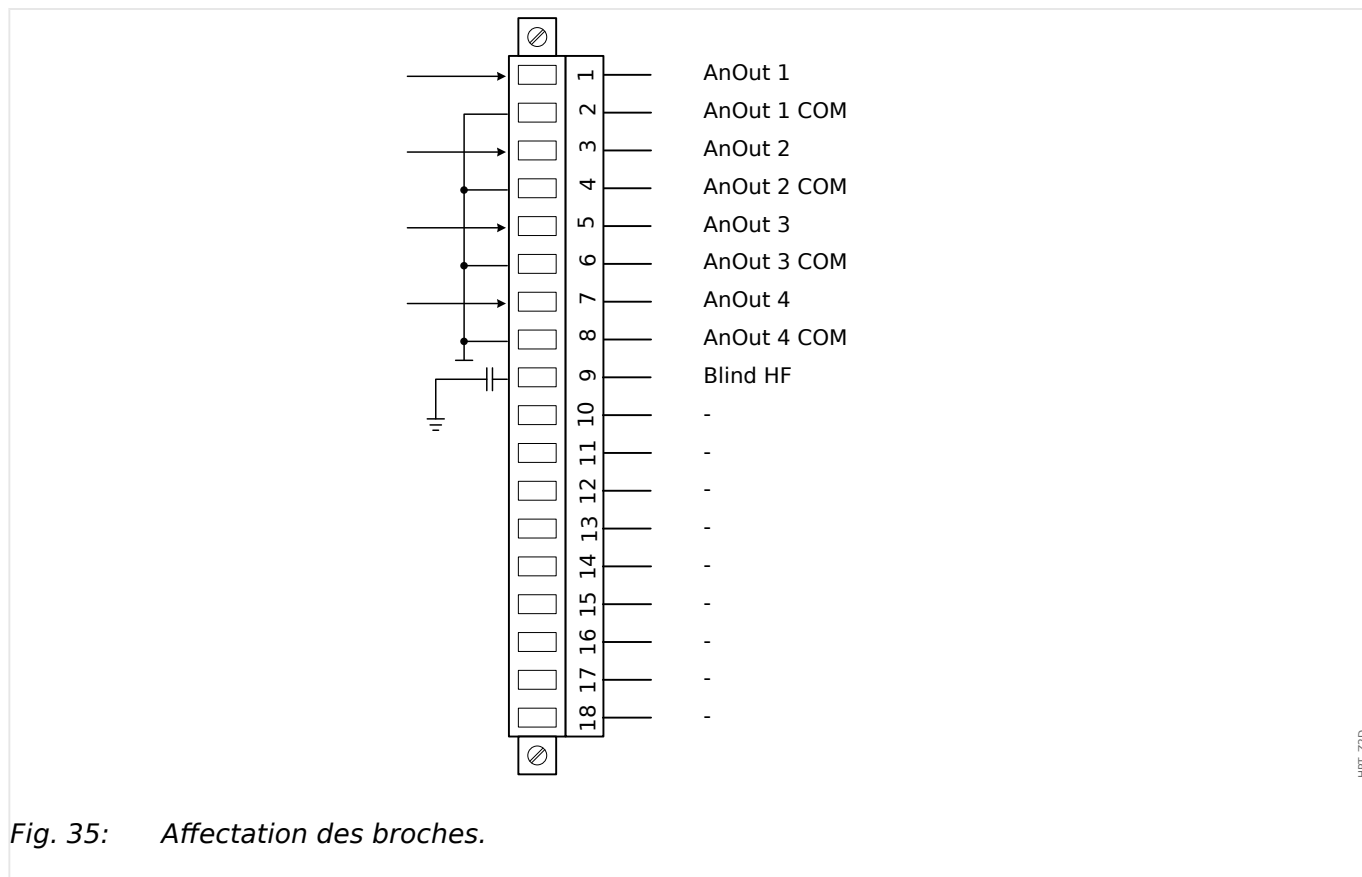 1 AnOut 1
2 AnOut 1 COM
3 AnOut 2
4 AnOut 2 COM
5 AnOut 3
6 AnOut 3 COM
7 AnOut 4
8 AnOut 4 COM
9 Blind HF
10 -
11 -
12 -
13 -
14 -
15 -
16 -
17 -
18 -
Fig. 35: Affectation des broches.